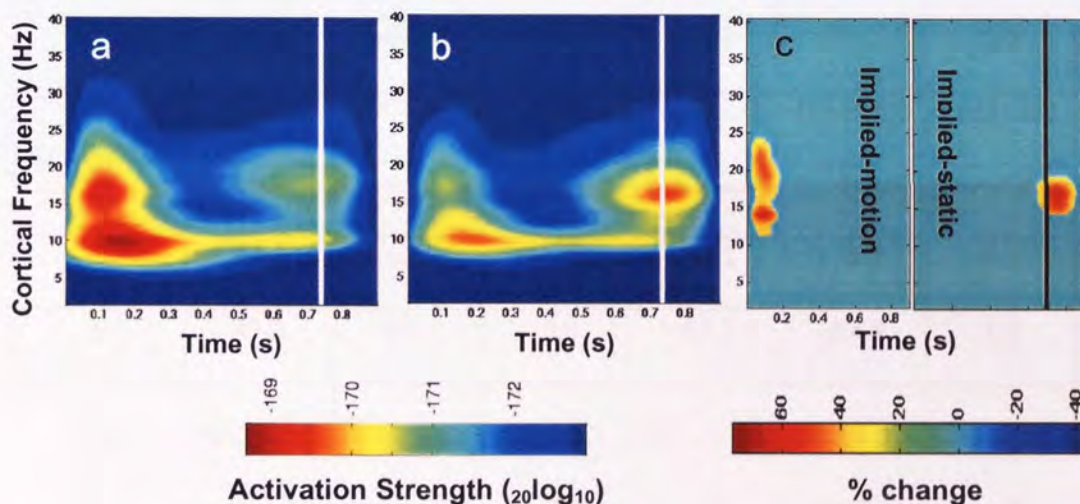 Cortical Frequency (Hz)
a
40
35
30
25
20
15
10
5
0.1 0.2 0.3 0.4 0.5 0.6 0.7 0.8
Time (s)
b
40
35
30
25
20
15
10
5
0.1 0.2 0.3 0.4 0.5 0.6 0.7 0.8
Time (s)
c
Implied-motion
Implied-static
40
35
30
25
20
15
10
5
0.2 0.4 0.6 0.8
Time (s)
-169 -170 -171 -172
Activation Strength (20log10)
60 -40 -20 -0 -20 -40
% change